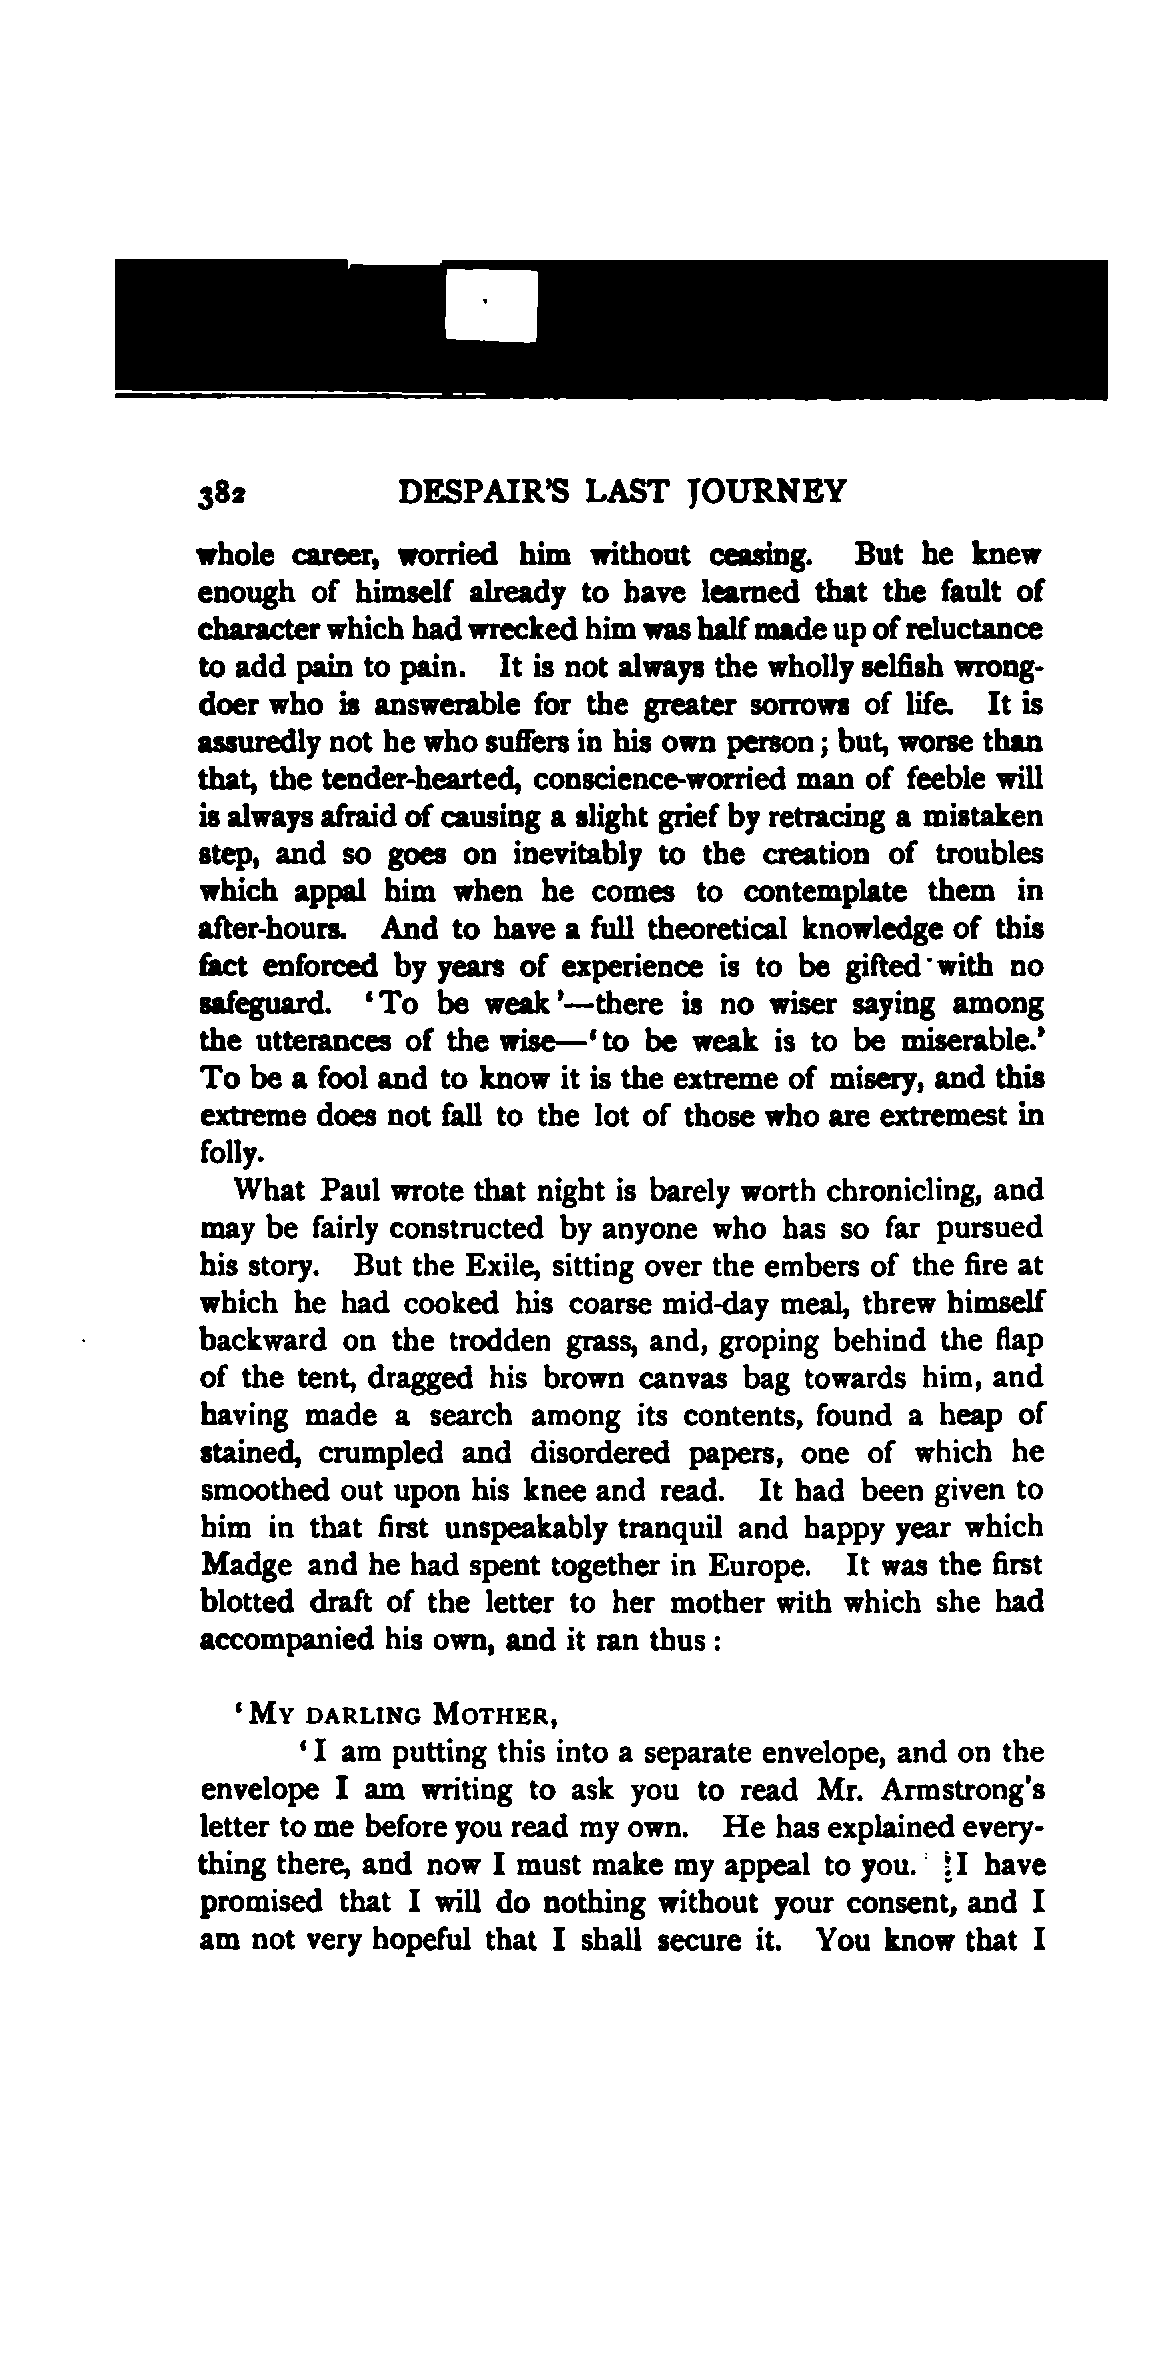 382 DESPAIR'S LAST JOURNEY
whole career, worried him without ceasing. But he knew
enough of himself already to have learned that the fault of
character which had wrecked him was half made up of reluctance
to add pain to pain. It is not always the wholly selfish wrong-
doer who is answerable for the greater sorrows of life. It is
assuredly not he who suffers in his own person; but, worse than
that, the tender-hearted, conscience-worried man of feeble will
is always afraid of causing a slight grief by retracing a mistaken
step, and so goes on inevitably to the creation of troubles
which appal him when he comes to contemplate them in
after-hours. And to have a full theoretical knowledge of this
fact enforced by years of experience is to be gifted with no
safeguard. 'To be weak'—there is no wiser saying among
the utterances of the wise—'to be weak is to be miserable.'
To be a fool and to know it is the extreme of misery, and this
extreme does not fall to the lot of those who are extremest in
folly.
What Paul wrote that night is barely worth chronicling, and
may be fairly constructed by anyone who has so far pursued
his story. But the Exile, sitting over the embers of the fire at
which he had cooked his coarse mid-day meal, threw himself
backward on the trodden grass, and, groping behind the flap
of the tent, dragged his brown canvas bag towards him, and
having made a search among its contents, found a heap of
stained, crumpled and disordered papers, one of which he
smoothed out upon his knee and read. It had been given to
him in that first unspeakably tranquil and happy year which
Madge and he had spent together in Europe. It was the first
blotted draft of the letter to her mother with which she had
accompanied his own, and it ran thus:
'MY DARLING MOTHER,
'I am putting this into a separate envelope, and on the
envelope I am writing to ask you to read Mr. Armstrong's
letter to me before you read my own. He has explained every-
thing there, and now I must make my appeal to you. I have
promised that I will do nothing without your consent, and I
am not very hopeful that I shall secure it. You know that I